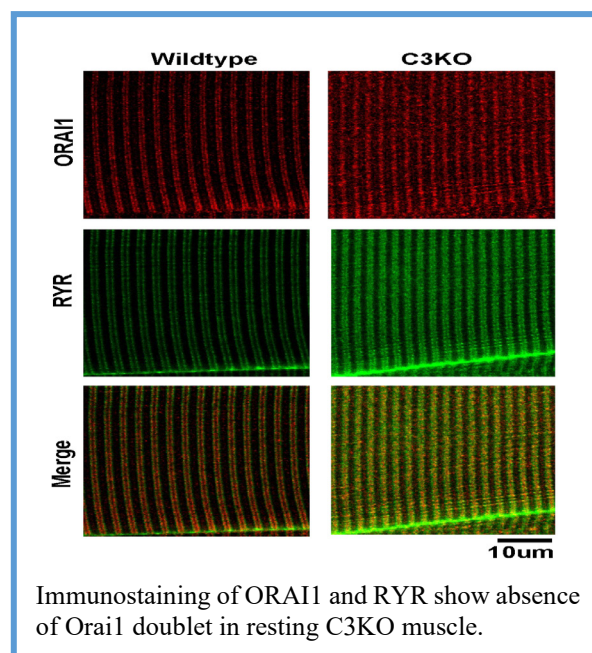 Wildtype C3KO
ORAI1
RYR
Merge
10um
Immunostaining of ORAI1 and RYR show absence
of Orai1 doublet in resting C3KO muscle.